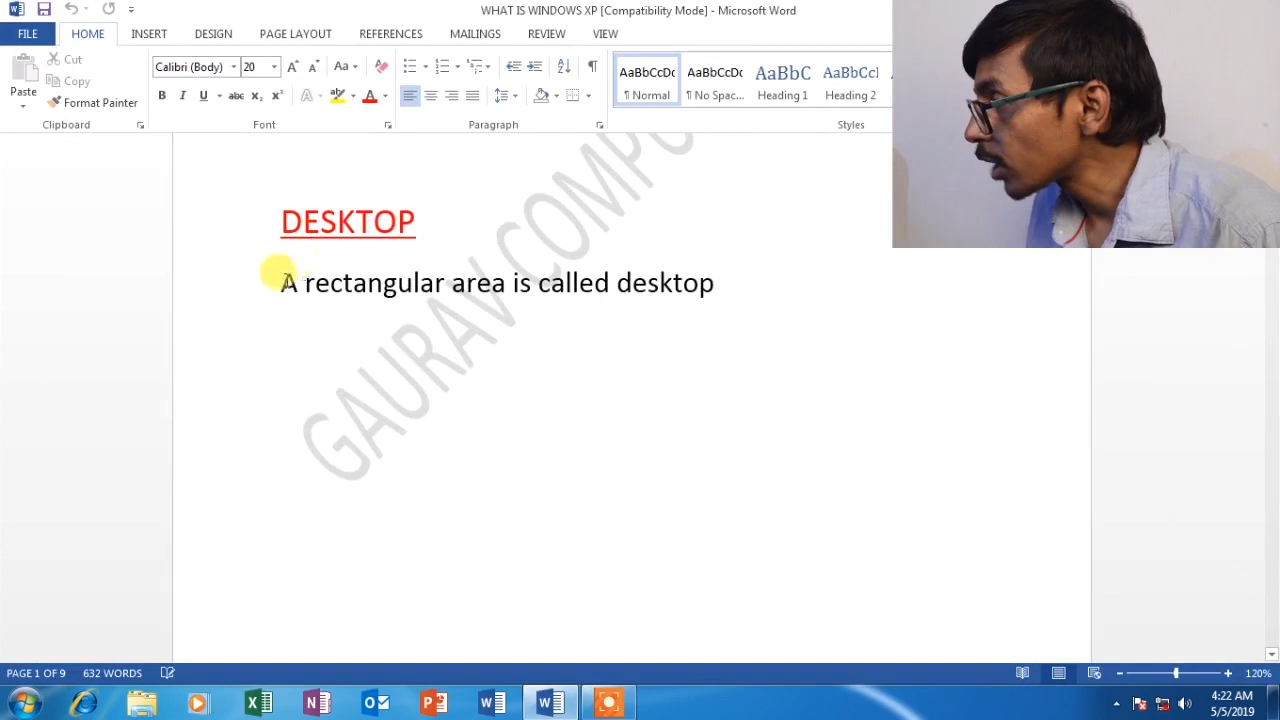 WHAT IS WINDOWS XP [Compatibility Mode] - Microsoft Word
FILE HOME INSERT DESIGN PAGE LAYOUT REFERENCES MAILINGS REVIEW VIEW
Paste
Cut
Copy
Format Painter
Clipboard
Calibri (Body) 20
Font
Paragraph
AaBbCcDc AaBbCcDc AaBbC AaBbCcI
¶ Normal ¶ No Spac... Heading 1 Heading 2
Styles
DESKTOP
A rectangular area is called desktop
GAURAV COMPU
PAGE 1 OF 9 632 WORDS 120%
4:22 AM
5/5/2019